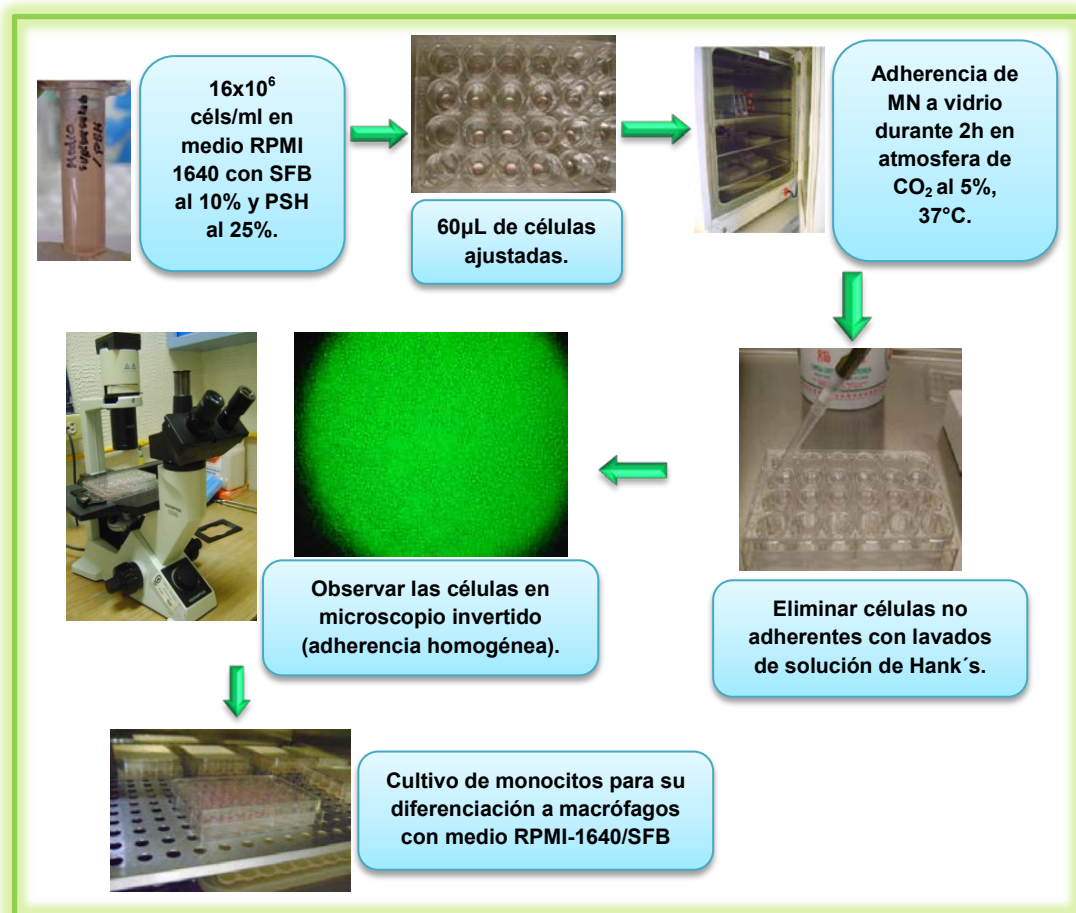 16x10⁶
céls/ml en
medio RPMI
1640 con SFB
al 10% y PSH
al 25%.
60µL de células
ajustadas.
Adherencia de
MN a vidrio
durante 2h en
atmosfera de
CO₂ al 5%,
37°C.
Eliminar células no
adherentes con lavados
de solución de Hank´s.
Observar las células en
microscopio invertido
(adherencia homogénea).
Cultivo de monocitos para su
diferenciación a macrófagos
con medio RPMI-1640/SFB
Medio